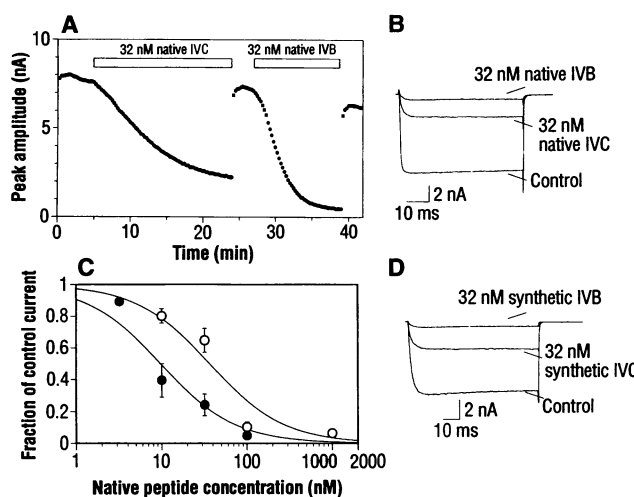 A
32 nM native IVC
32 nM native IVB
Peak amplitude (nA)
10
5
0
0
10
20
30
40
Time (min)
B
32 nM native IVB
32 nM
native IVC
Control
2 nA
10 ms
C
Fraction of control current
1
0.8
0.6
0.4
0.2
0
1
10
100
1000
2000
Native peptide concentration (nM)
D
32 nM synthetic IVB
32 nM
synthetic IVC
Control
2 nA
10 ms